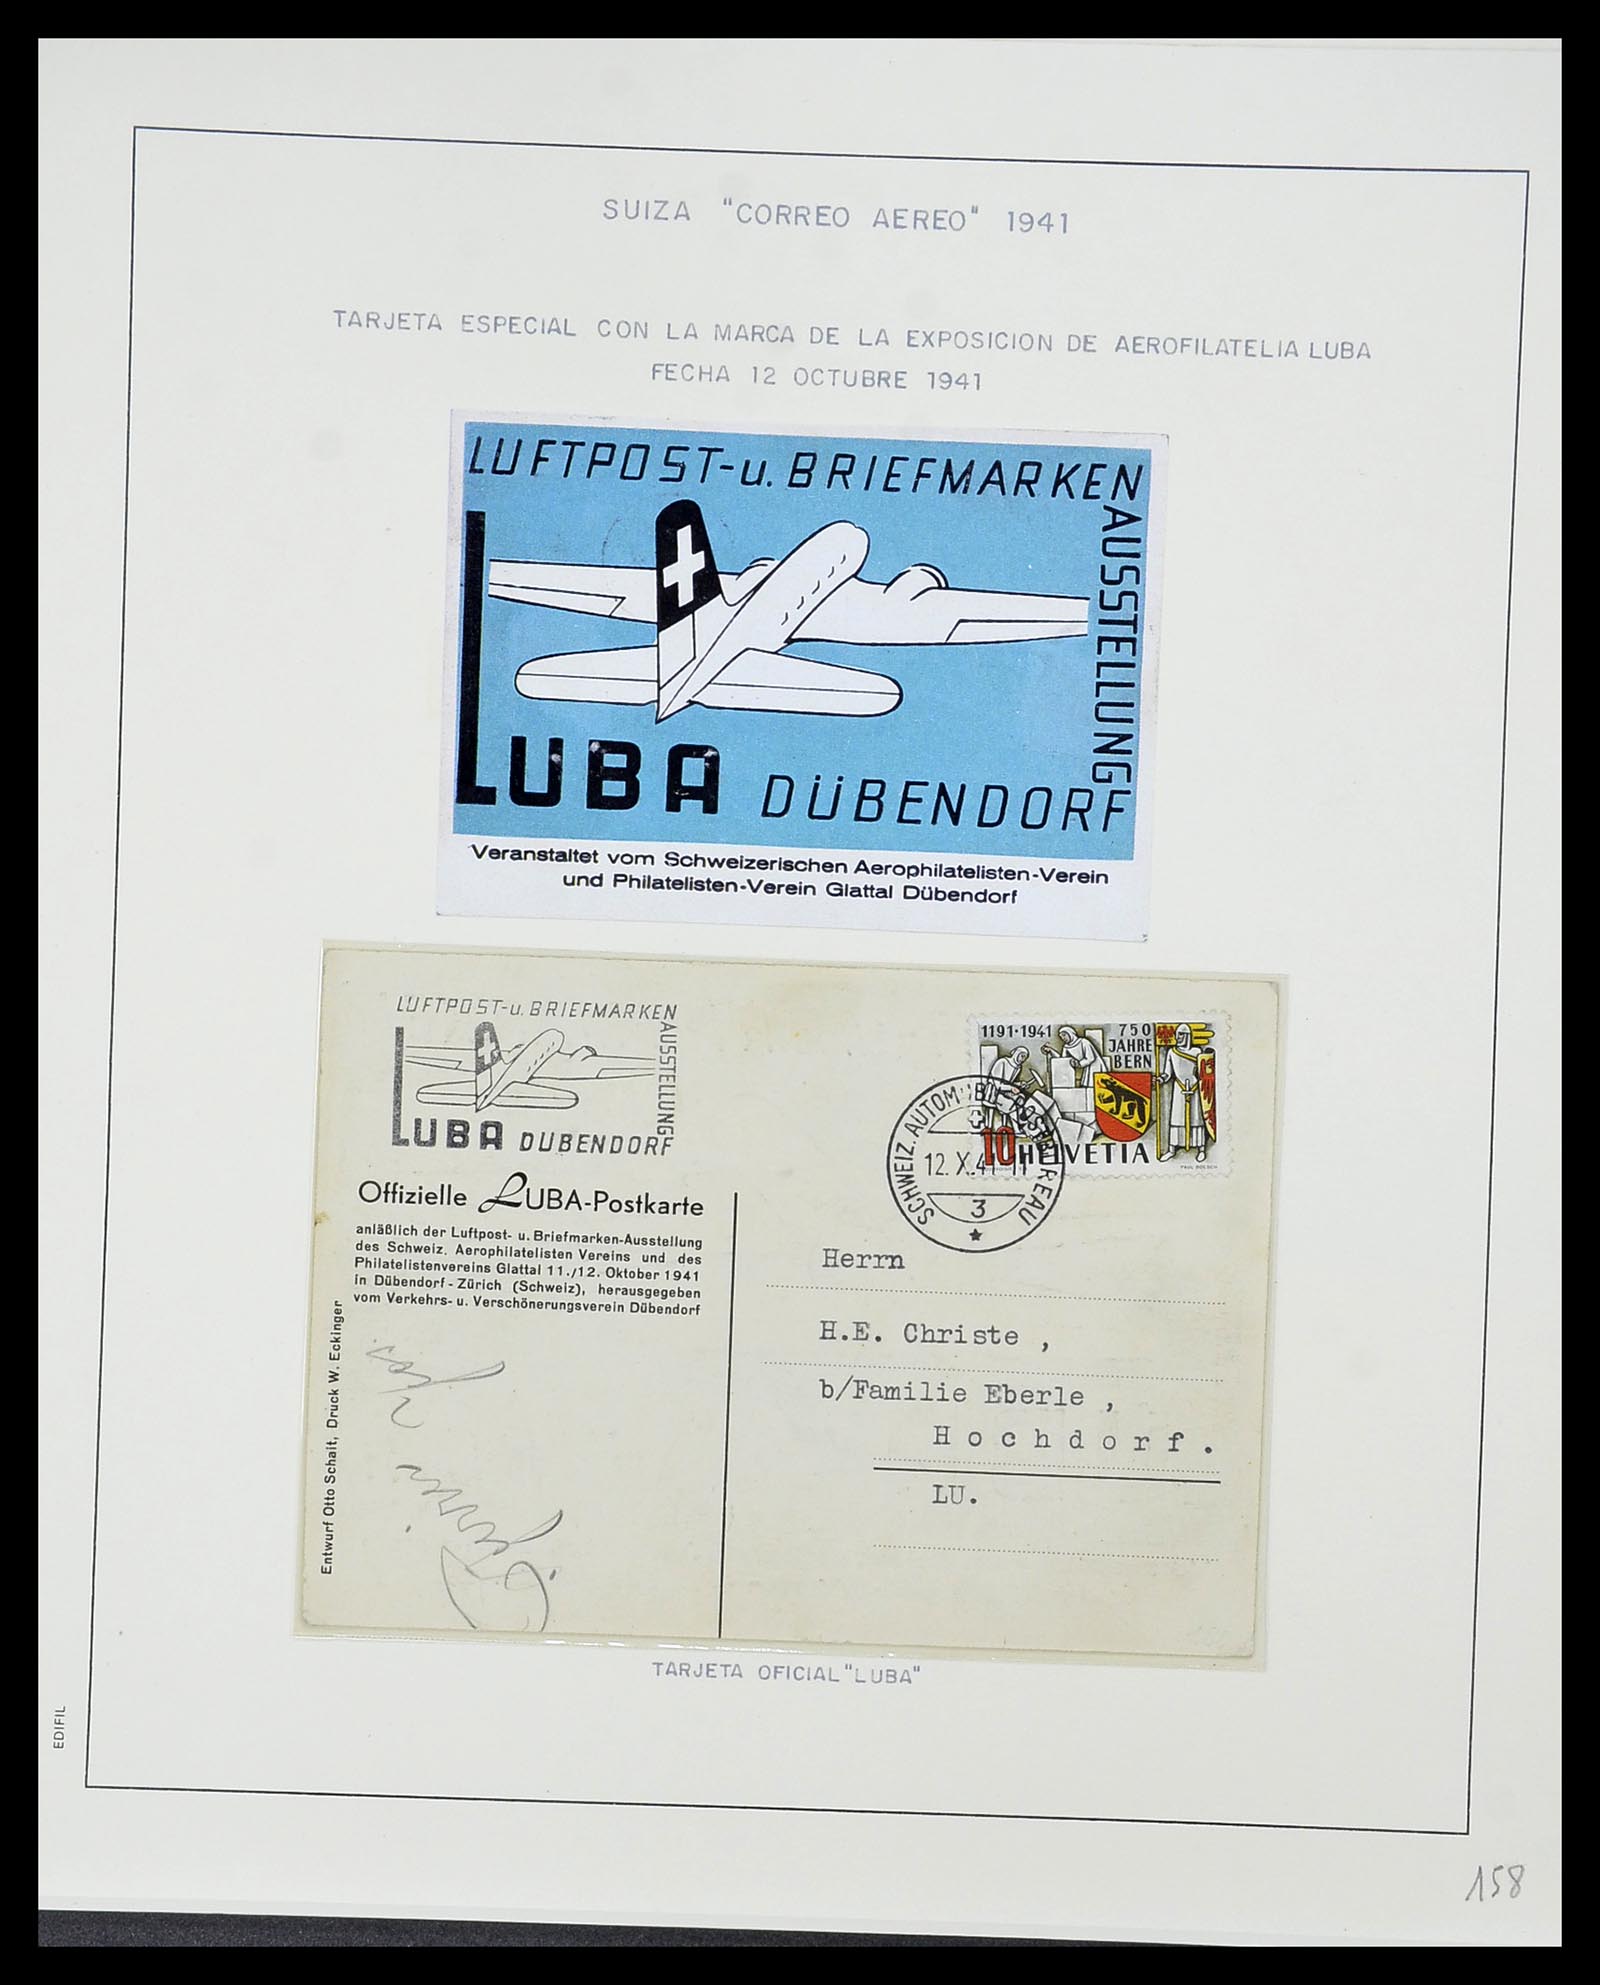 SUIZA "CORREO AEREO" 1941
TARJETA ESPECIAL CON LA MARCA DE LA EXPOSICION DE AEROFILATELIA LUBA
FECHA 12 OCTUBRE 1941
LUFTPOST-u. BRIEFMARKEN
AUSSTELLUNG
LUBA DÜBENDORF
Veranstaltet vom Schweizerischen Aerophilatelisten-Verein
und Philatelisten-Verein Glattal Dübendorf
LUFTPOST-u. BRIEFMARKEN
AUSSTELLUNG
LUBA DUBENDORF
Offizielle LUBA-Postkarte
anläßlich der Luftpost- u. Briefmarken-Ausstellung
des Schweiz. Aerophilatelisten Vereins und des
Philatelistenvereins Glattal 11./12. Oktober 1941
in Dübendorf - Zürich (Schweiz), herausgegeben
vom Verkehrs- u. Verschönerungsverein Dübendorf
Entwurf Otto Schait, Druck W. Eckinger
1191·1941
750
JAHRE
BERN
10 HELVETIA
SCHWEIZ. AUTOMOBIL-POSTBUREAU
12. X. 41
3
Herrn
H.E. Christe ,
b/Familie Eberle ,
Hochdorf.
LU.
TARJETA OFICIAL "LUBA"
EDIFIL
158